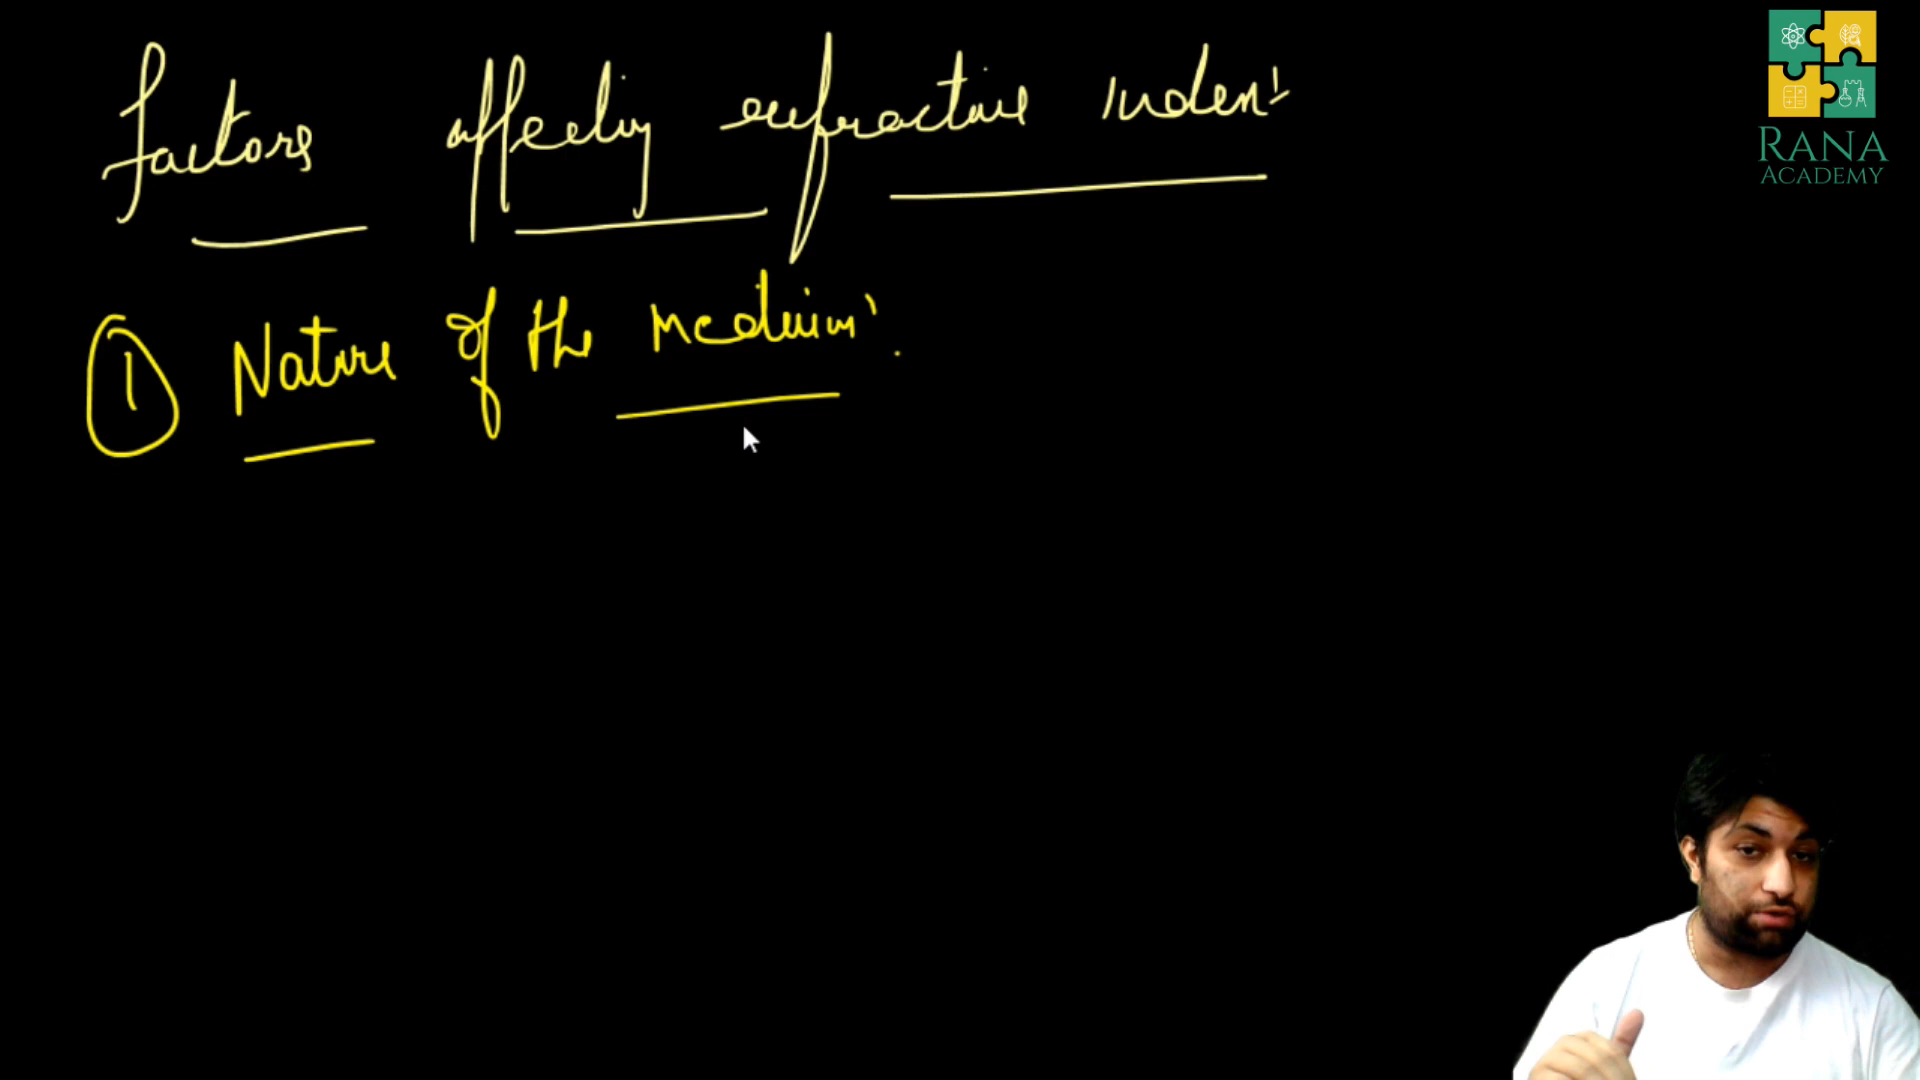 Factors affecting refractive index:
RANA
ACADEMY
① Nature of the Medium: